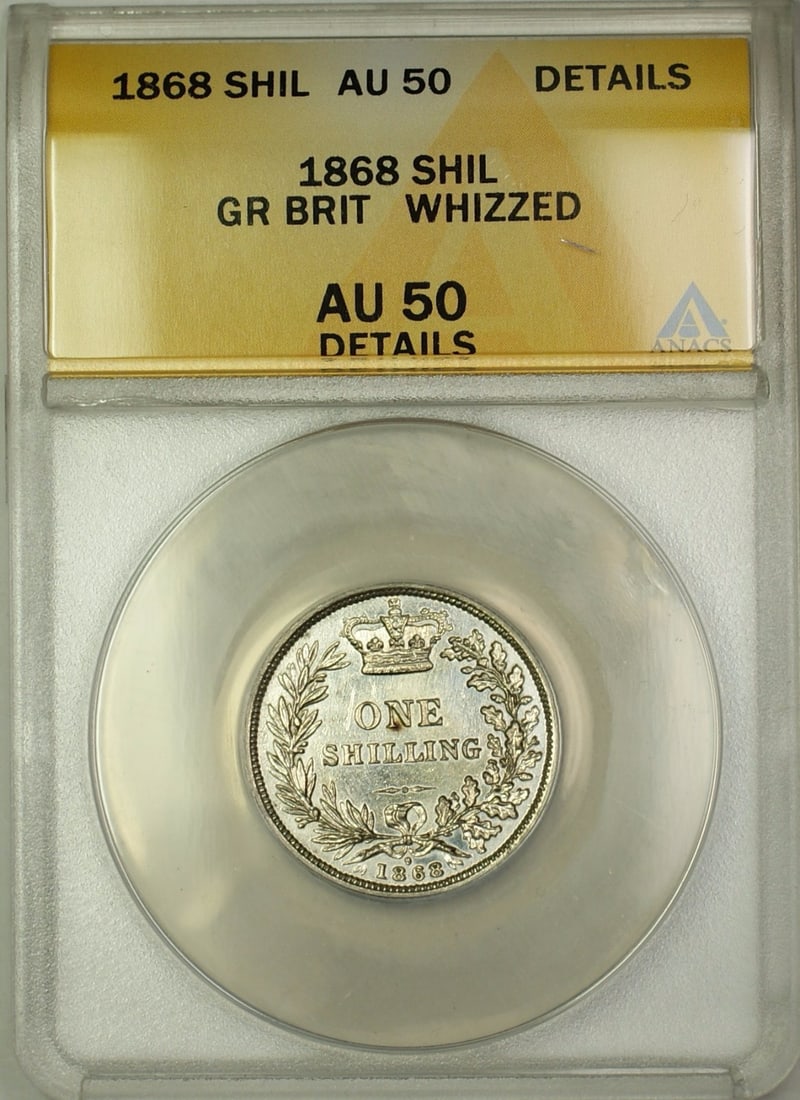 1868 SHIL AU 50 DETAILS
1868 SHIL
GR BRIT WHIZZED
AU 50
DETAILS
ANACS
ONE
SHILLING
1868